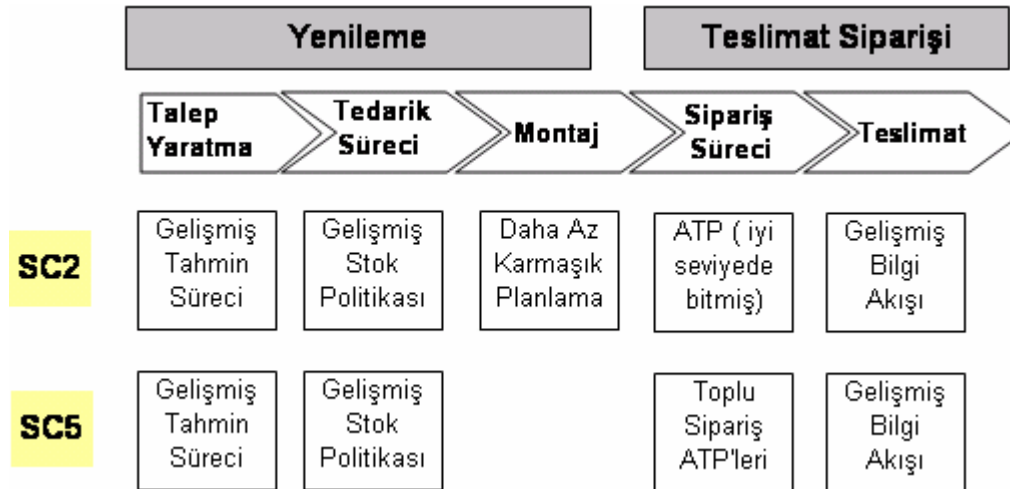 Yenileme
Teslimat Siparişi
Talep
Yaratma
Tedarik
Süreci
Montaj
Sipariş
Süreci
Teslimat
SC2
Gelişmiş
Tahmin
Süreci
Gelişmiş
Stok
Politikası
Daha Az
Karmaşık
Planlama
ATP ( iyi
seviyede
bitmiş)
Gelişmiş
Bilgi
Akışı
SC5
Gelişmiş
Tahmin
Süreci
Gelişmiş
Stok
Politikası
Toplu
Sipariş
ATP'leri
Gelişmiş
Bilgi
Akışı